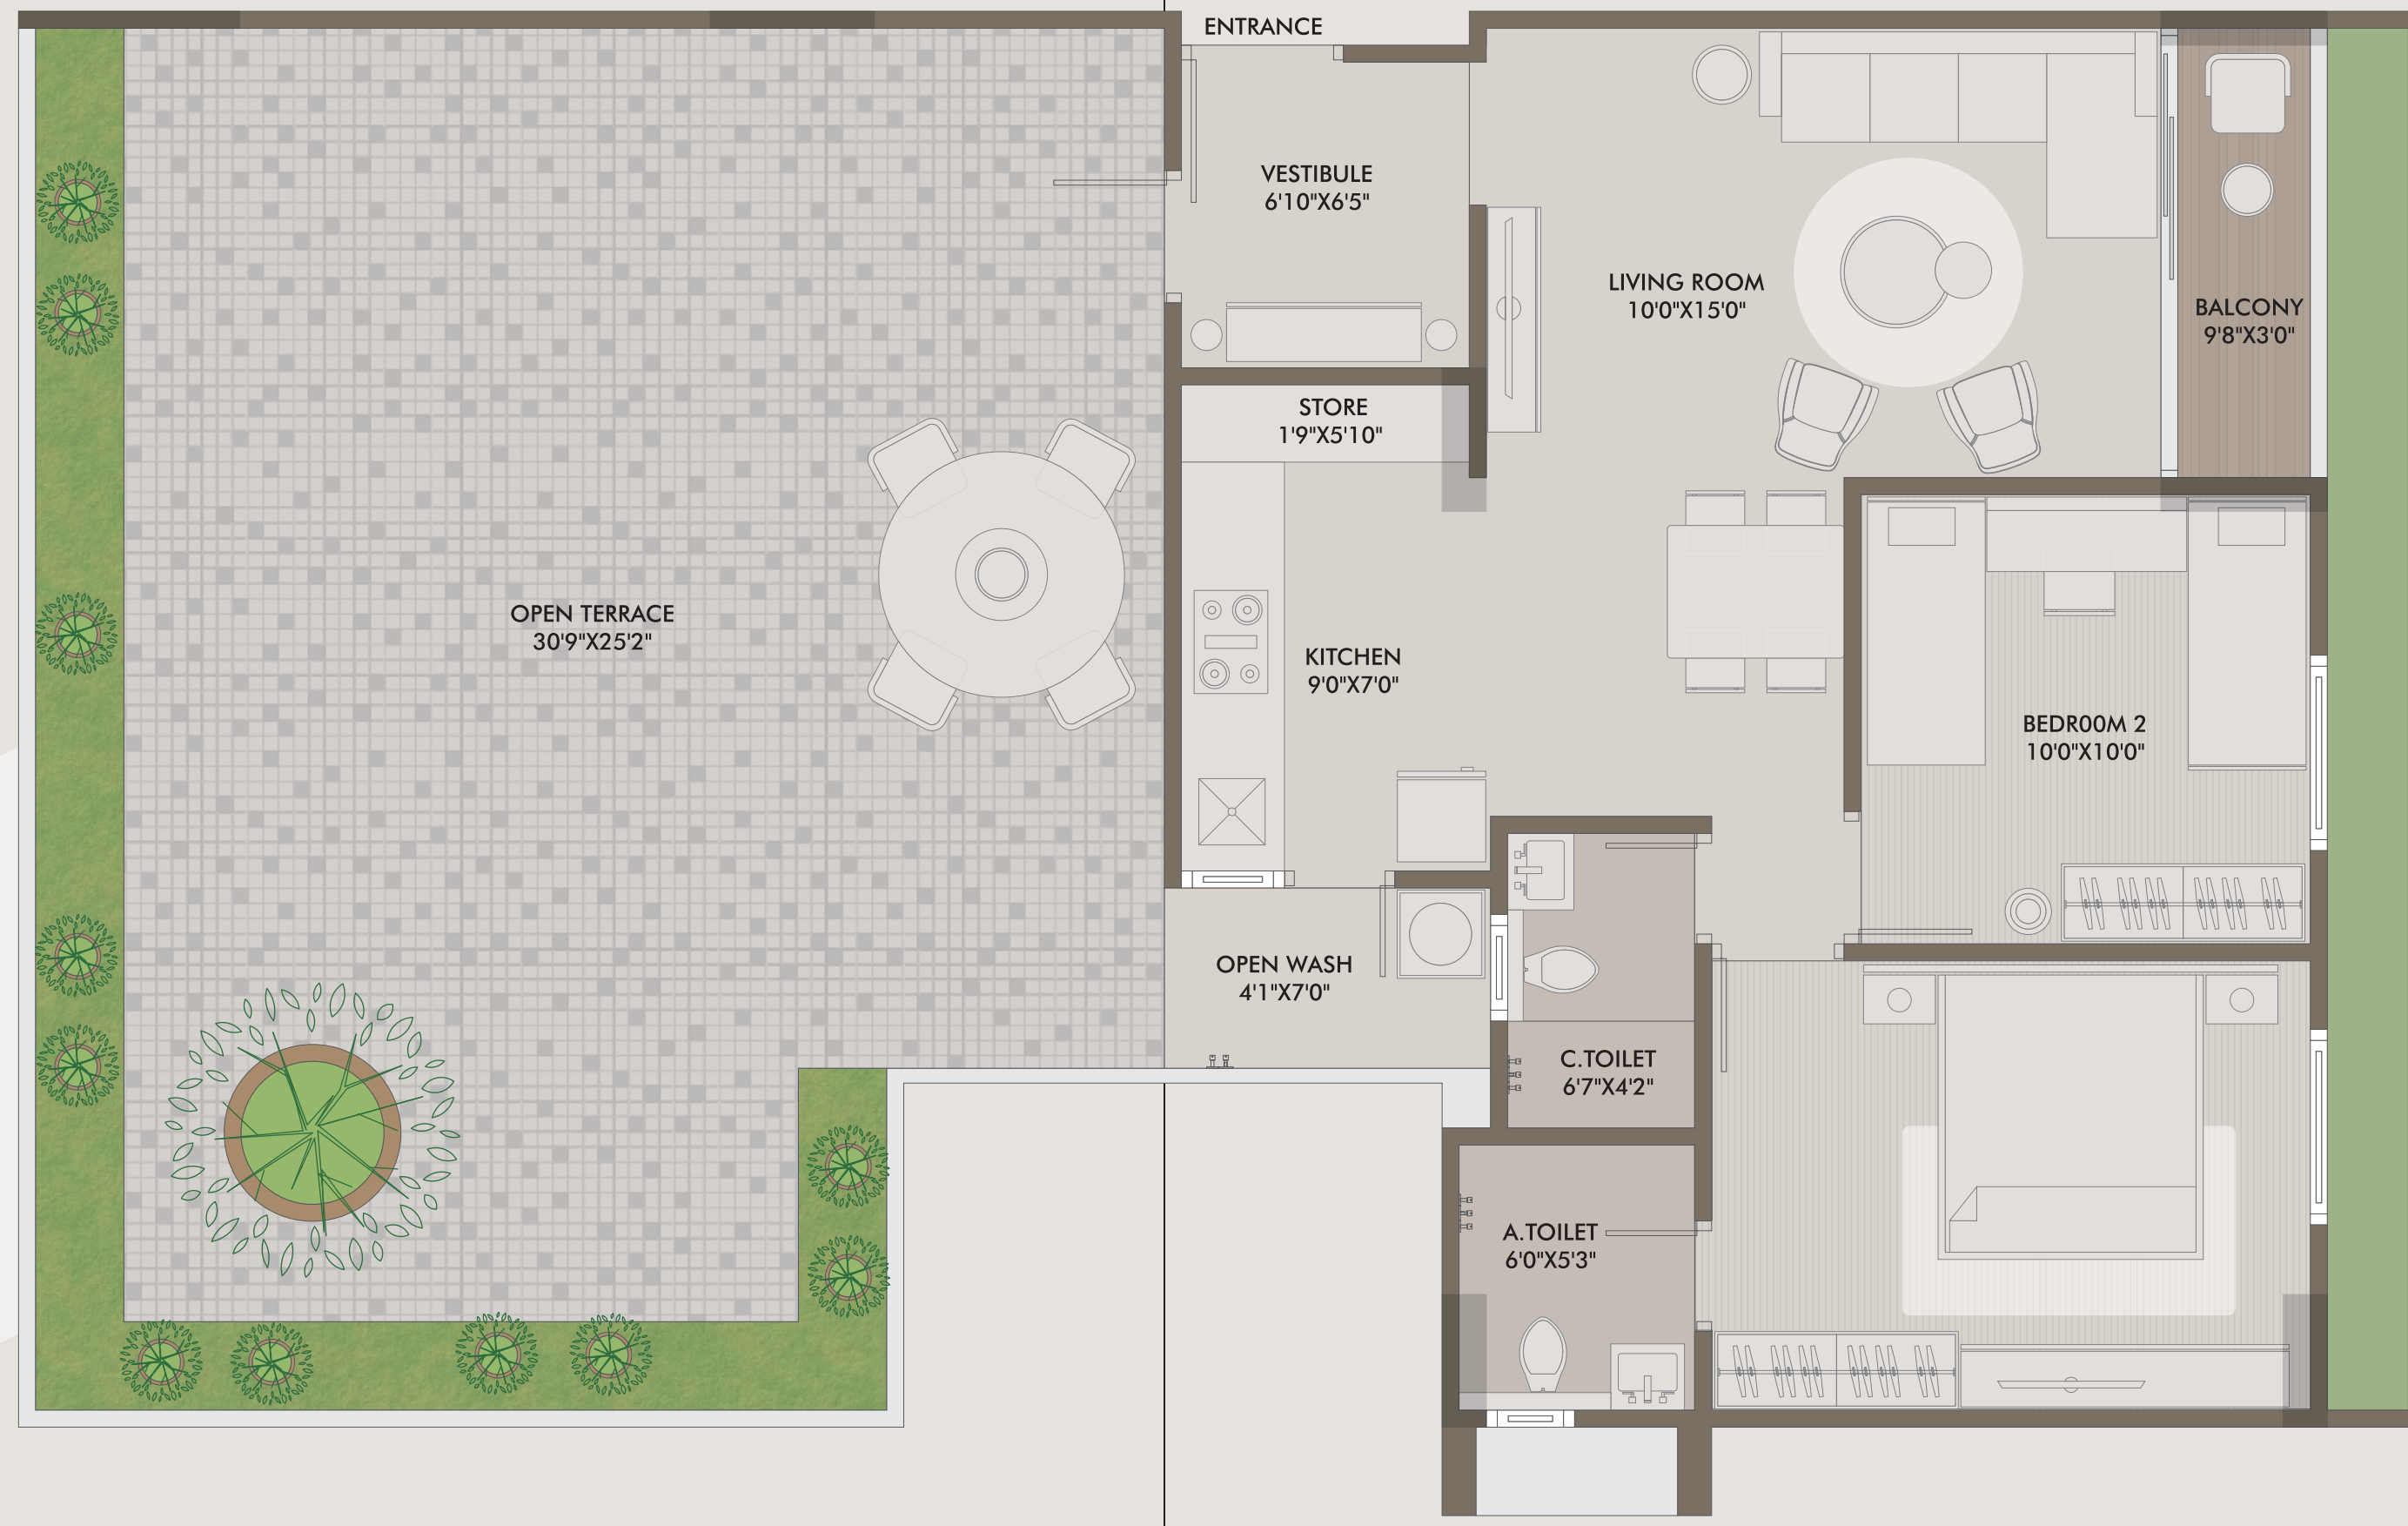 ENTRANCE
VESTIBULE
6'10"X6'5"
LIVING ROOM
10'0"X15'0"
BALCONY
9'8"X3'0"
STORE
1'9"X5'10"
OPEN TERRACE
30'9"X25'2"
KITCHEN
9'0"X7'0"
BEDR00M 2
10'0"X10'0"
OPEN WASH
4'1"X7'0"
C.TOILET
6'7"X4'2"
A.TOILET
6'0"X5'3"